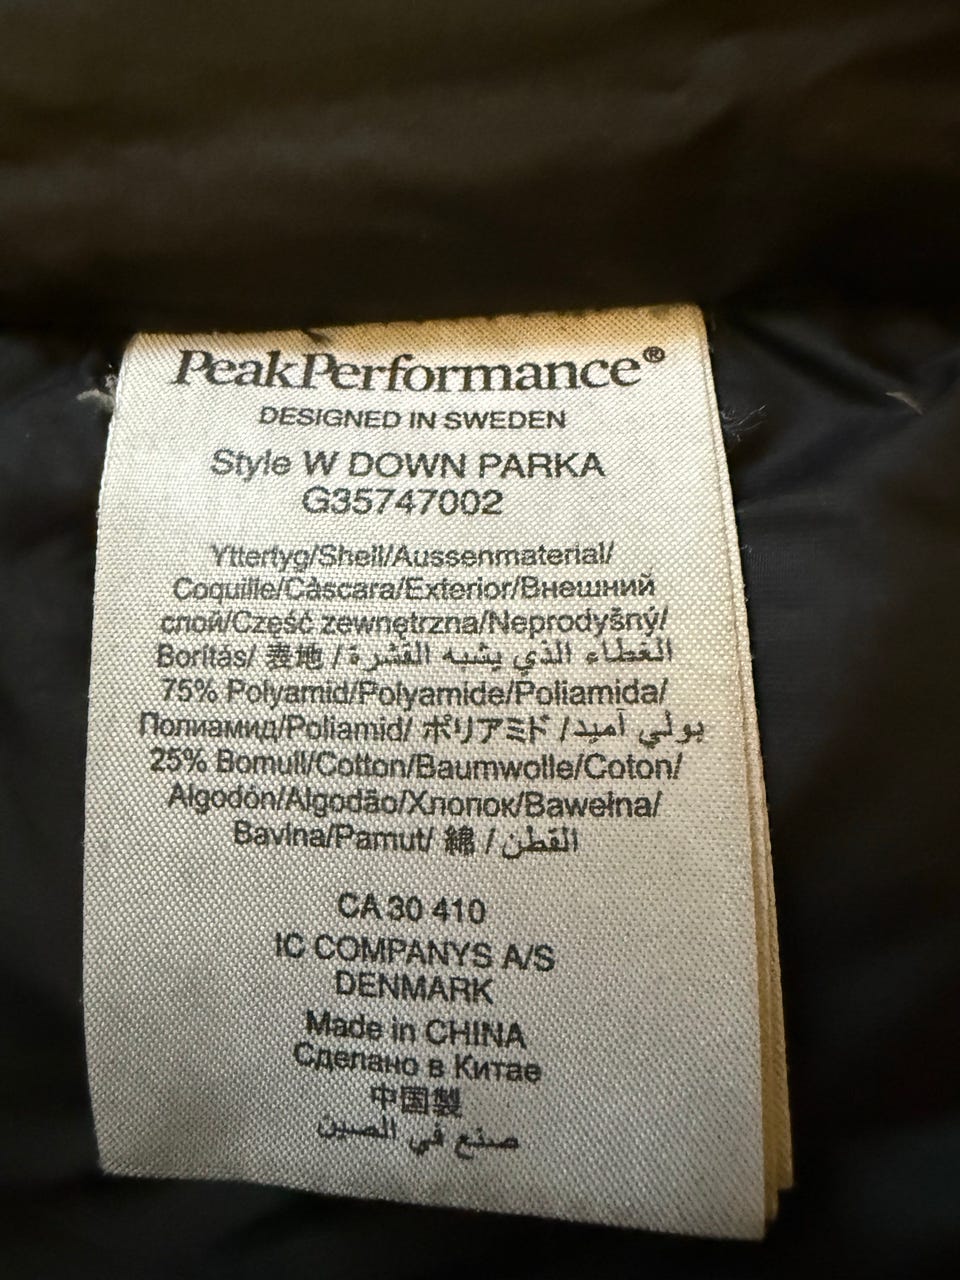 PeakPerformance®
DESIGNED IN SWEDEN
Style W DOWN PARKA
G35747002
Yttertyg/Shell/Aussenmaterial/
Coquille/Càscara/Exterior/Внешний
слой/Część zewnętrzna/Neprodyšný/
Borítás/ 表地 / الغطاء الذي يشبه القشرة
75% Polyamid/Polyamide/Poliamida/
Полиамид/Poliamid/ ポリアミド / بولي أميد
25% Bomull/Cotton/Baumwolle/Coton/
Algodón/Algodão/Хлопок/Bawełna/
Bavlna/Pamut/ 綿 / القطن
CA 30 410
IC COMPANYS A/S
DENMARK
Made in CHINA
Сделано в Китае
中国製
صنع في الصين